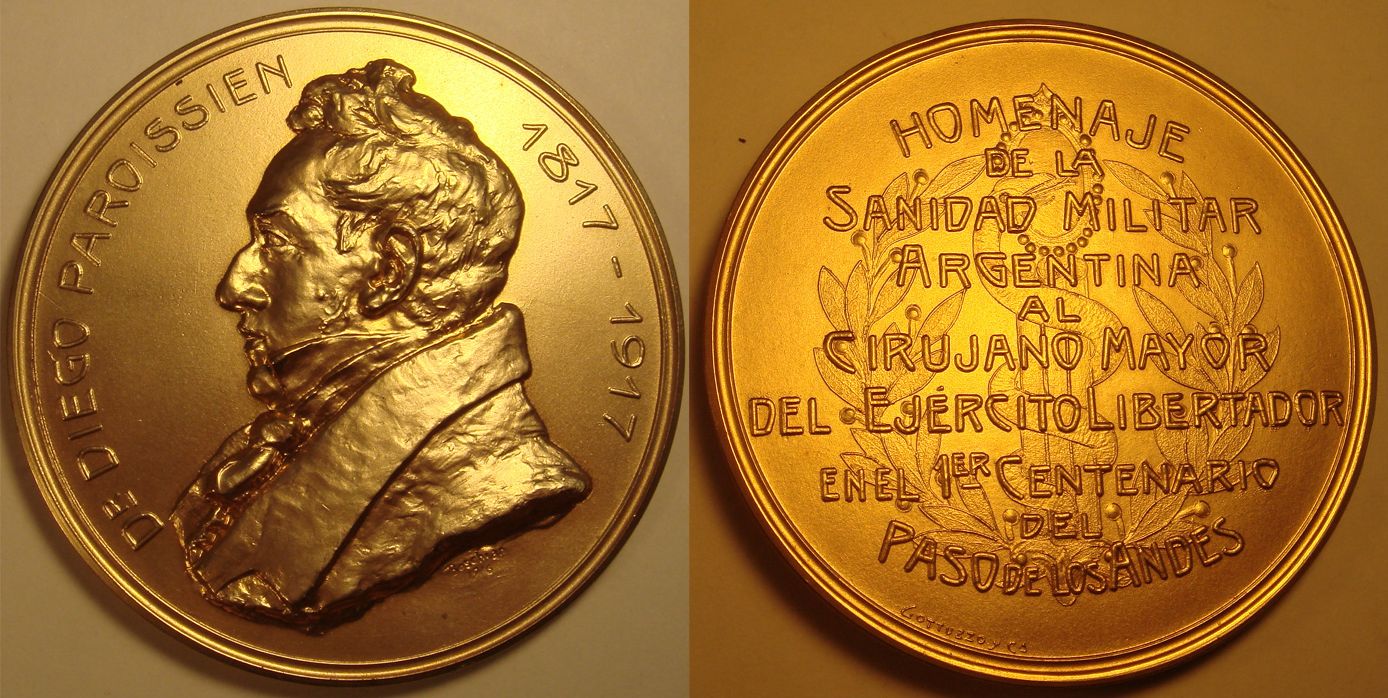 DE DIEGO PAROISSIEN
1817-1917
HOMENAJE
DE LA
SANIDAD MILITAR
ARGENTINA
AL
CIRUJANO MAYOR
DEL EJÉRCITO LIBERTADOR
EN EL 1ER CENTENARIO
DEL
PASO DE LOS ANDES
GOTTUZZO Y CA